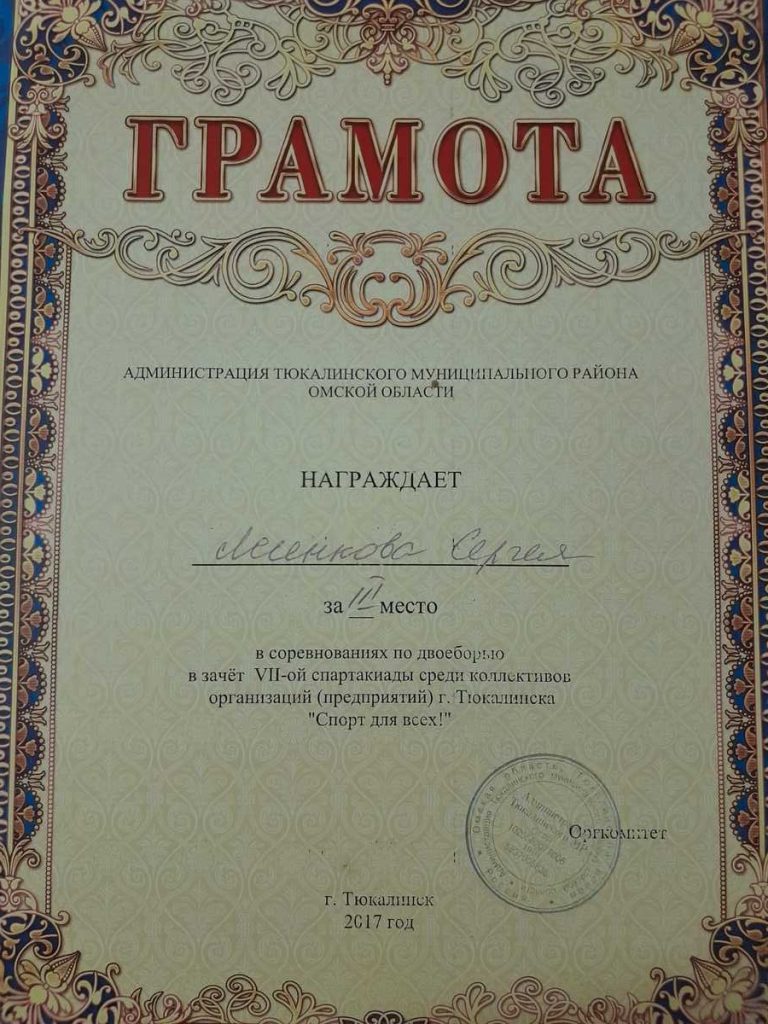 ГРАМОТА
АДМИНИСТРАЦИЯ ТЮКАЛИНСКОГО МУНИЦИПАЛЬНОГО РАЙОНА
ОМСКОЙ ОБЛАСТИ
НАГРАЖДАЕТ
Сергея
за III место
в соревнованиях по двоеборью
в зачёт VII-ой спартакиады среди коллективов
организаций (предприятий) г. Тюкалинска
"Спорт для всех!"
Оргкомитет
г. Тюкалинск
2017 год